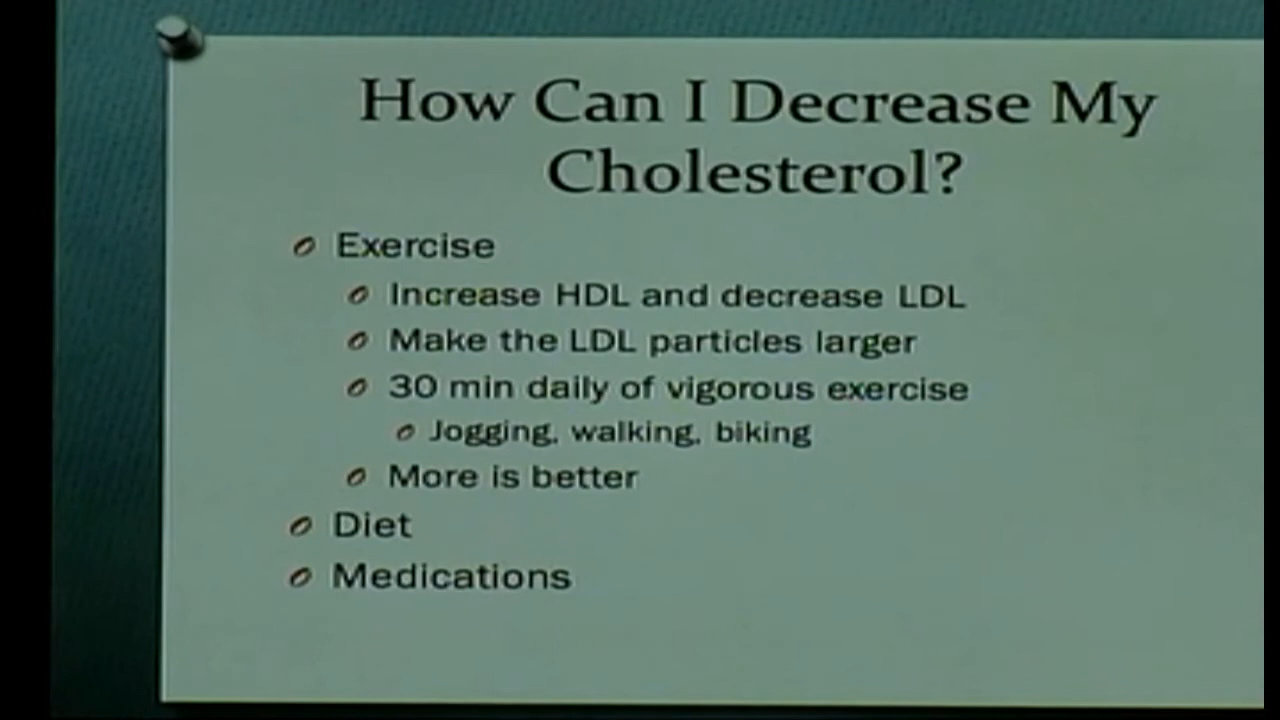 How Can I Decrease My
Cholesterol?
Exercise
Increase HDL and decrease LDL
Make the LDL particles larger
30 min daily of vigorous exercise
Jogging, walking, biking
More is better
Diet
Medications